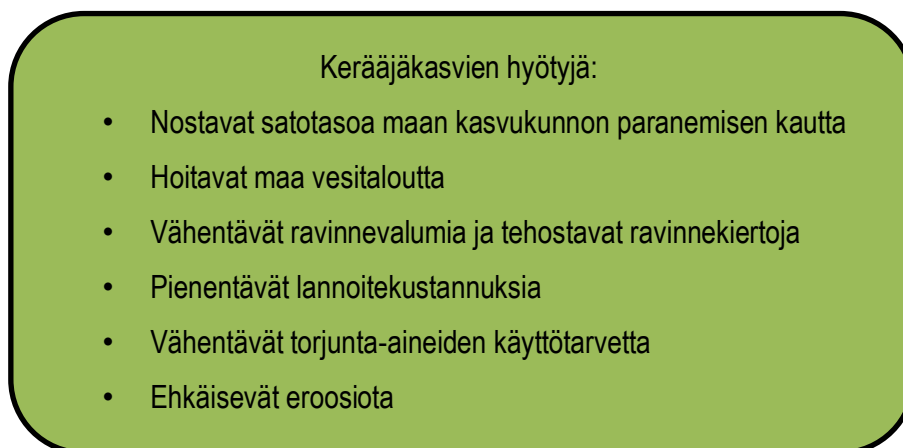 Kerääjäkasvien hyötyjä:
• Nostavat satotasoa maan kasvukunnon paranemisen kautta
• Hoitavat maa vesitaloutta
• Vähentävät ravinnevalumia ja tehostavat ravinnekiertoja
• Pienentävät lannoitekustannuksia
• Vähentävät torjunta-aineiden käyttötarvetta
• Ehkäisevät eroosiota